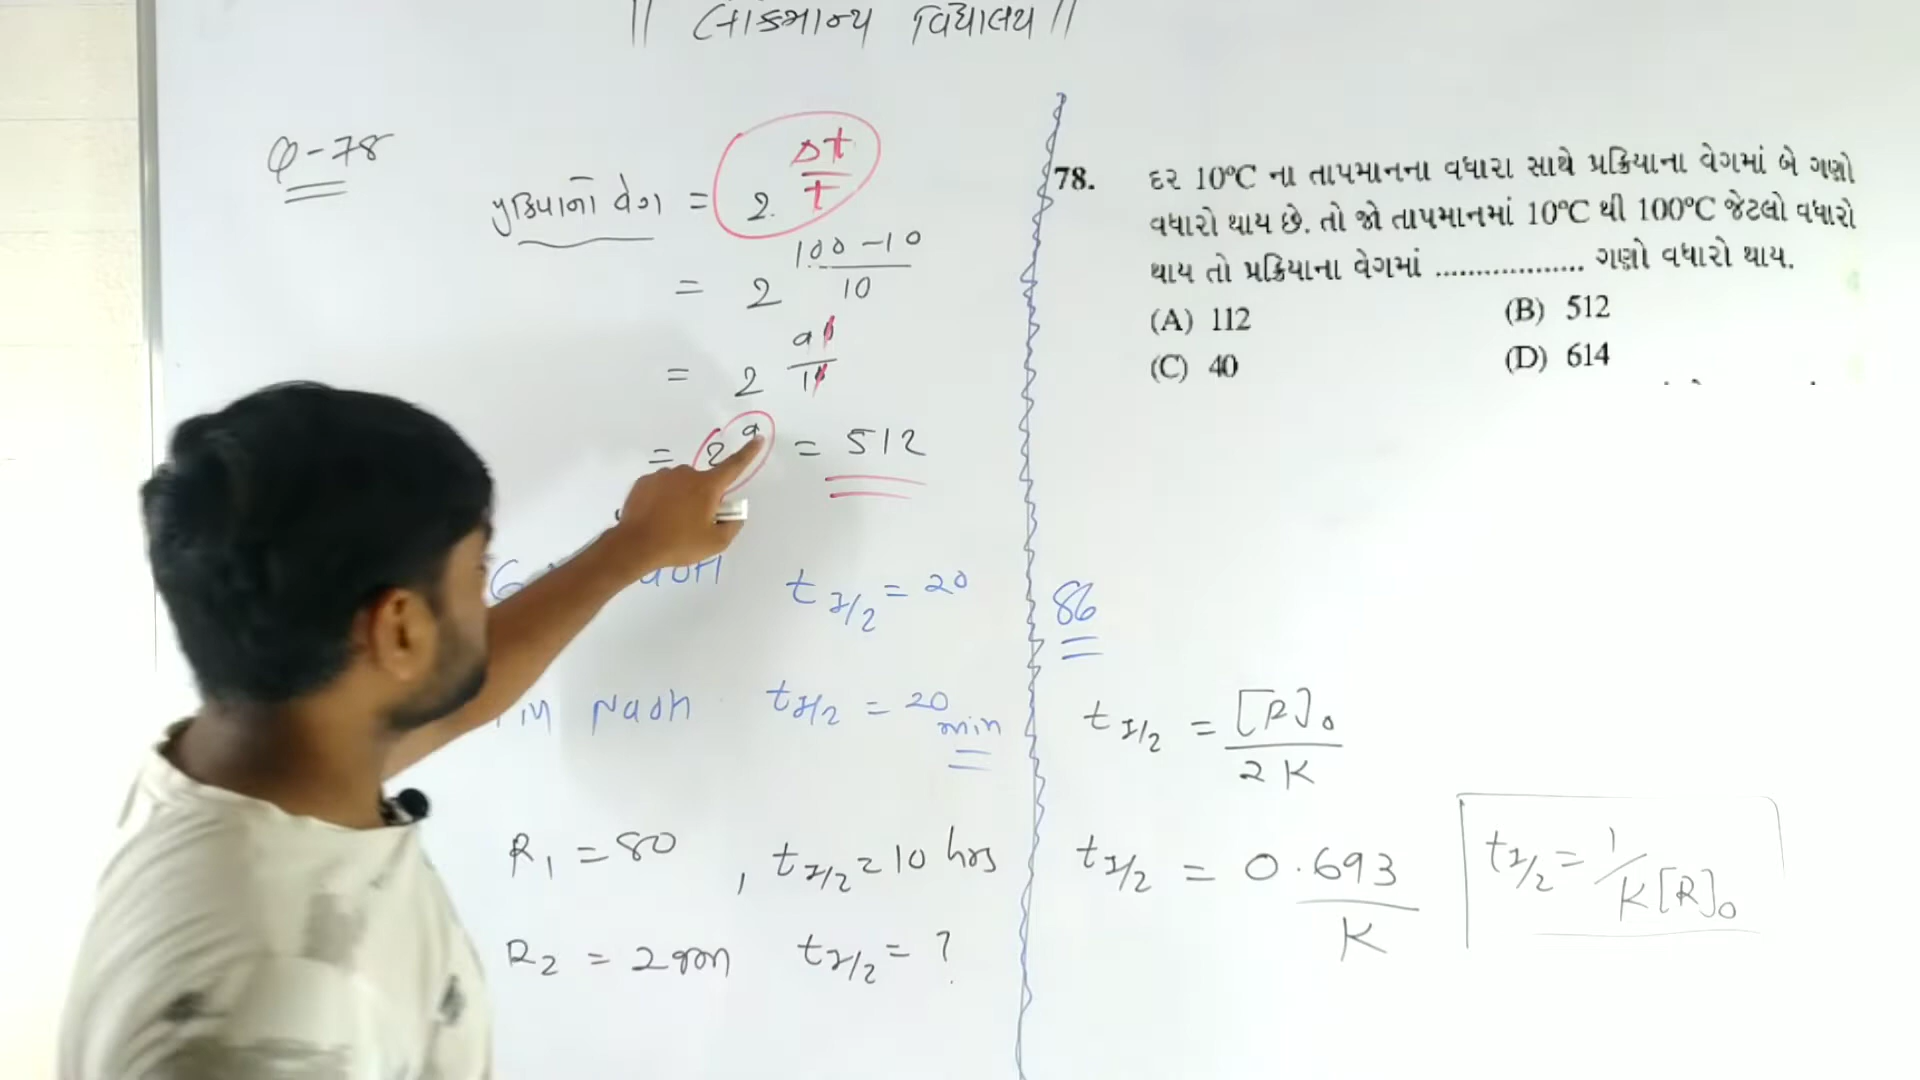 || લોકમાન્ય વિદ્યાલય ||
Q-78
પ્રક્રિયાનો વેગ = 2 Δt/t
= 2 100-10/10
= 2 90/10
= 2⁹ = 512
NaOH t1/2 = 20
NaOH t1/2 = 20 min
R₁ = 80 , t1/2 = 10 hrs
R₂ = 2 t1/2 = ?
78. દર 10°C ના તાપમાનના વધારા સાથે પ્રક્રિયાના વેગમાં બે ગણો
વધારો થાય છે. તો જો તાપમાનમાં 10°C થી 100°C જેટલો વધારો
થાય તો પ્રક્રિયાના વેગમાં .................. ગણો વધારો થાય.
(A) 112 (B) 512
(C) 40 (D) 614
86
t1/2 = [R]₀/2K
t1/2 = 0.693/K
t1/2 = 1/K[R]₀